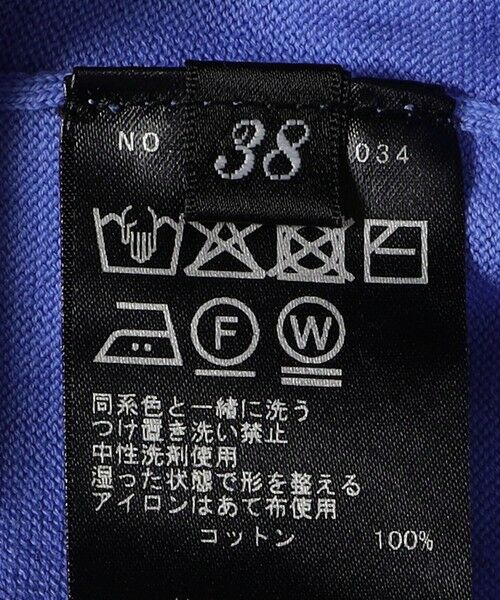 NO. 38 034
F W
同系色と一緒に洗う
つけ置き洗い禁止
中性洗剤使用
湿った状態で形を整える
アイロンはあて布使用
コットン 100%